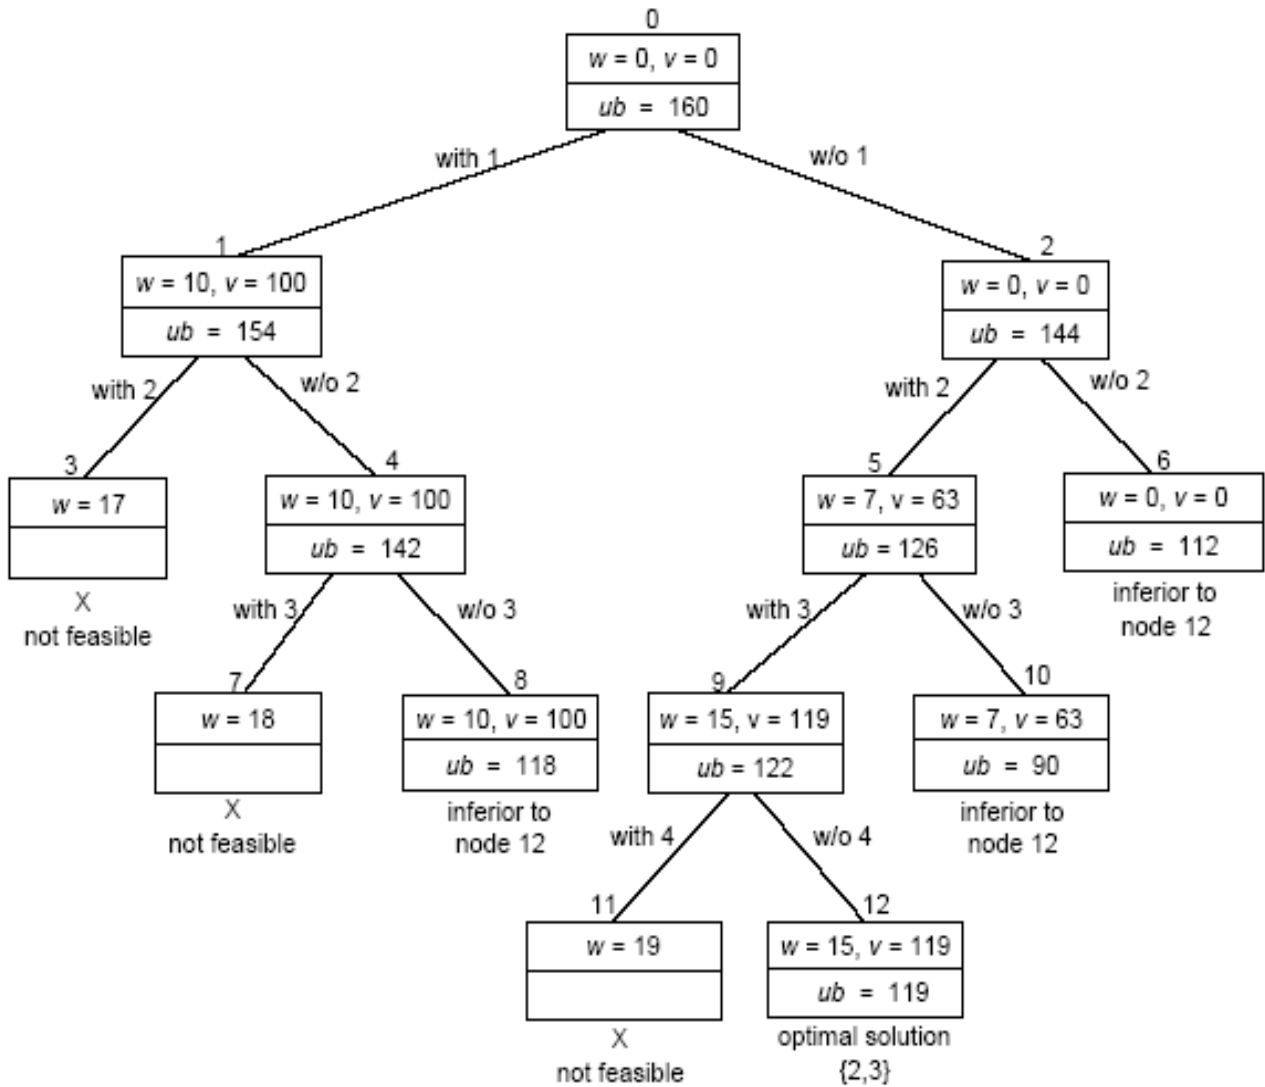 0
w = 0, v = 0
ub = 160
with 1
w/o 1
1
w = 10, v = 100
ub = 154
2
w = 0, v = 0
ub = 144
with 2
w/o 2
with 2
w/o 2
3
w = 17
X
not feasible
4
w = 10, v = 100
ub = 142
5
w = 7, v = 63
ub = 126
6
w = 0, v = 0
ub = 112
inferior to
node 12
with 3
w/o 3
with 3
w/o 3
7
w = 18
X
not feasible
8
w = 10, v = 100
ub = 118
inferior to
node 12
9
w = 15, v = 119
ub = 122
10
w = 7, v = 63
ub = 90
inferior to
node 12
with 4
w/o 4
11
w = 19
X
not feasible
12
w = 15, v = 119
ub = 119
optimal solution
{2,3}